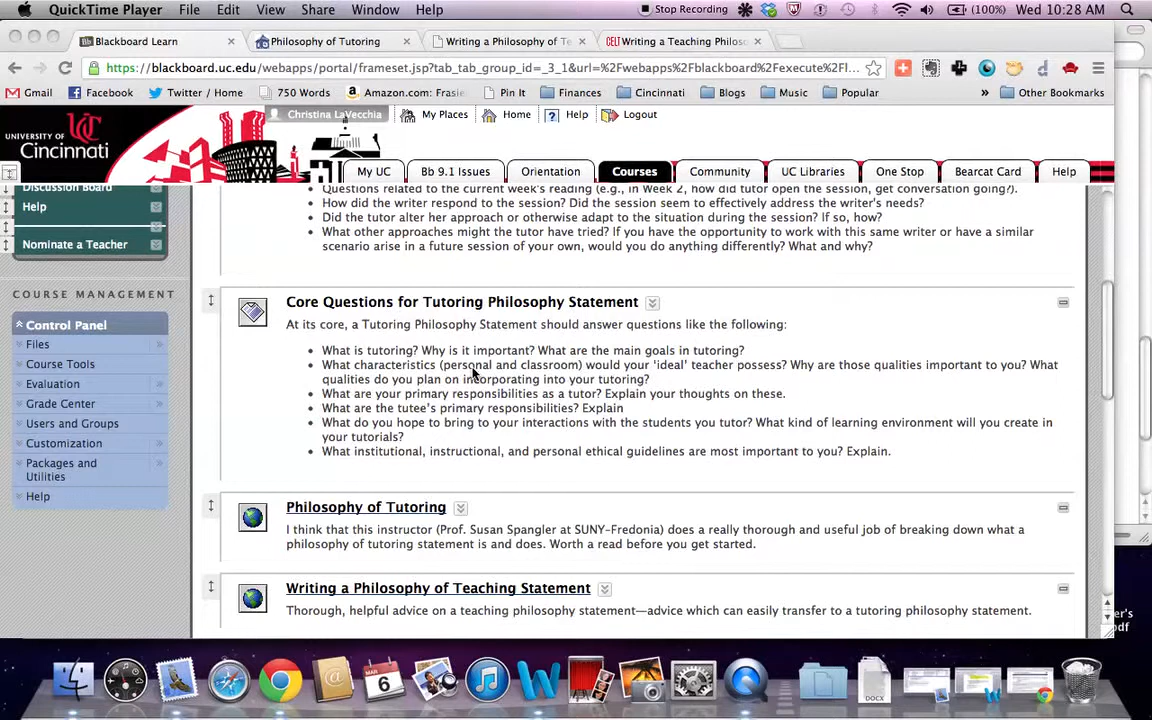 QuickTime Player File Edit View Share Window Help Stop Recording (100%) Wed 10:28 AM
Blackboard Learn Philosophy of Tutoring Writing a Philosophy of Te CELT Writing a Teaching Philoso
https://blackboard.uc.edu/webapps/portal/frameset.jsp?tab_tab_group_id=_3_1&url=%2Fwebapps%2Fblackboard%2Fexecute%2Fl...
Gmail Facebook Twitter / Home 750 Words Amazon.com: Frasie Pin It Finances Cincinnati Blogs Music Popular » Other Bookmarks
Christina LaVecchia My Places Home Help Logout
UNIVERSITY OF
Cincinnati
My UC Bb 9.1 Issues Orientation Courses Community UC Libraries One Stop Bearcat Card Help
Discussion Board
Help
Nominate a Teacher
COURSE MANAGEMENT
Control Panel
Files
Course Tools
Evaluation
Grade Center
Users and Groups
Customization
Packages and
Utilities
Help
Questions related to the current week's reading (e.g., in Week 2, how did tutor open the session, get conversation going?).
How did the writer respond to the session? Did the session seem to effectively address the writer's needs?
Did the tutor alter her approach or otherwise adapt to the situation during the session? If so, how?
What other approaches might the tutor have tried? If you have the opportunity to work with this same writer or have a similar
scenario arise in a future session of your own, would you do anything differently? What and why?
Core Questions for Tutoring Philosophy Statement
At its core, a Tutoring Philosophy Statement should answer questions like the following:
What is tutoring? Why is it important? What are the main goals in tutoring?
What characteristics (personal and classroom) would your 'ideal' teacher possess? Why are those qualities important to you? What
qualities do you plan on incorporating into your tutoring?
What are your primary responsibilities as a tutor? Explain your thoughts on these.
What are the tutee's primary responsibilities? Explain
What do you hope to bring to your interactions with the students you tutor? What kind of learning environment will you create in
your tutorials?
What institutional, instructional, and personal ethical guidelines are most important to you? Explain.
Philosophy of Tutoring
I think that this instructor (Prof. Susan Spangler at SUNY-Fredonia) does a really thorough and useful job of breaking down what a
philosophy of tutoring statement is and does. Worth a read before you get started.
Writing a Philosophy of Teaching Statement
Thorough, helpful advice on a teaching philosophy statement—advice which can easily transfer to a tutoring philosophy statement.
er's
pdf
MAR
6
DOCX